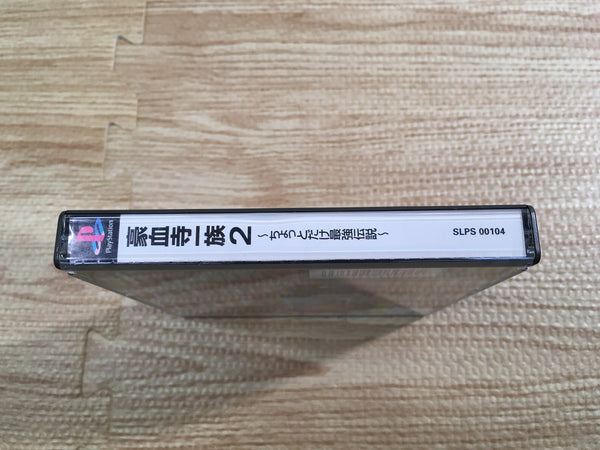 PlayStation
豪血寺一族2
～ちょっとだけ最強伝説～
SLPS 00104